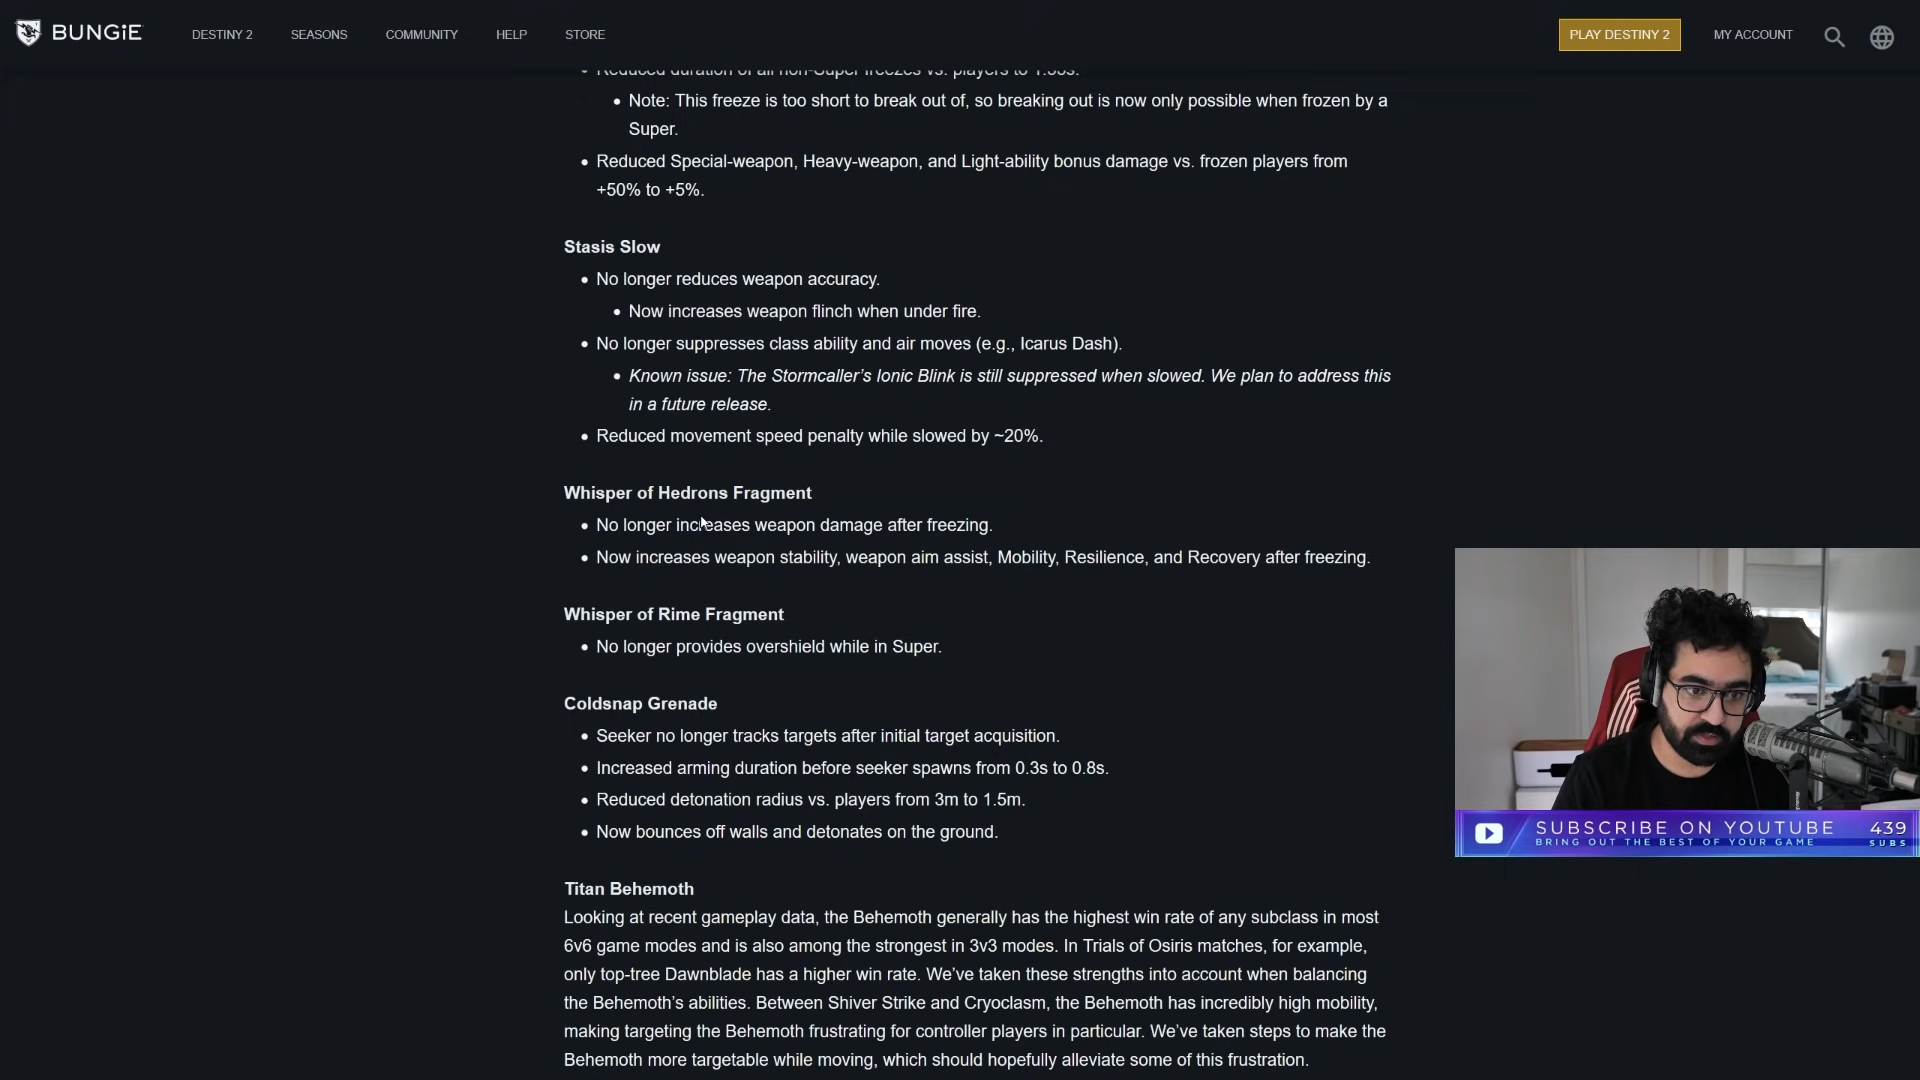 BUNGiE
DESTINY 2
SEASONS
COMMUNITY
HELP
STORE
PLAY DESTINY 2
MY ACCOUNT
Reduced duration of all non-Super freezes vs. players to
Note: This freeze is too short to break out of, so breaking out is now only possible when frozen by a
Super.
Reduced Special-weapon, Heavy-weapon, and Light-ability bonus damage vs. frozen players from
+50% to +5%.
Stasis Slow
No longer reduces weapon accuracy.
Now increases weapon flinch when under fire.
No longer suppresses class ability and air moves (e.g., Icarus Dash).
Known issue: The Stormcaller's Ionic Blink is still suppressed when slowed. We plan to address this
in a future release.
Reduced movement speed penalty while slowed by ~20%.
Whisper of Hedrons Fragment
No longer increases weapon damage after freezing.
Now increases weapon stability, weapon aim assist, Mobility, Resilience, and Recovery after freezing.
Whisper of Rime Fragment
No longer provides overshield while in Super.
Coldsnap Grenade
Seeker no longer tracks targets after initial target acquisition.
Increased arming duration before seeker spawns from 0.3s to 0.8s.
Reduced detonation radius vs. players from 3m to 1.5m.
Now bounces off walls and detonates on the ground.
Titan Behemoth
Looking at recent gameplay data, the Behemoth generally has the highest win rate of any subclass in most
6v6 game modes and is also among the strongest in 3v3 modes. In Trials of Osiris matches, for example,
only top-tree Dawnblade has a higher win rate. We've taken these strengths into account when balancing
the Behemoth's abilities. Between Shiver Strike and Cryoclasm, the Behemoth has incredibly high mobility,
making targeting the Behemoth frustrating for controller players in particular. We've taken steps to make the
Behemoth more targetable while moving, which should hopefully alleviate some of this frustration.
SUBSCRIBE ON YOUTUBE
BRING OUT THE BEST OF YOUR GAME
439
SUBS